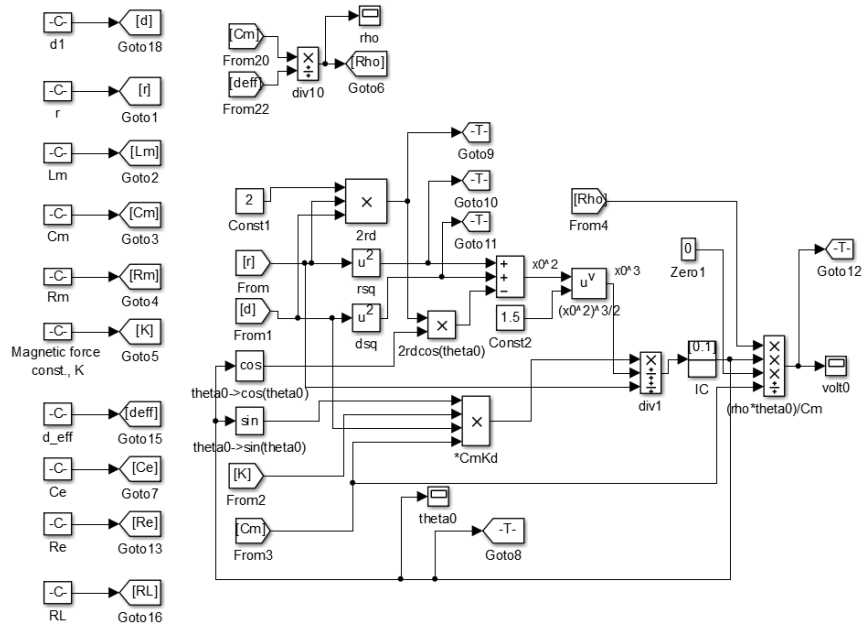 -C-
d1
[d]
Goto18
-C-
r
[r]
Goto1
-C-
Lm
[Lm]
Goto2
-C-
Cm
[Cm]
Goto3
-C-
Rm
[Rm]
Goto4
-C-
Magnetic force
const., K
[K]
Goto5
-C-
d_eff
[deff]
Goto15
-C-
Ce
[Ce]
Goto7
-C-
Re
[Re]
Goto13
-C-
RL
[RL]
Goto16
[Cm]
From20
[deff]
From22
×
÷
div10
rho
[Rho]
Goto6
2
Const1
×
2rd
-T-
Goto9
-T-
Goto10
-T-
Goto11
[r]
From
u²
rsq
[d]
From1
u²
dsq
×
2rdcos(theta0)
+
+
−
x0^2
1.5
Const2
uᵛ
(x0^2)^3/2
x0^3
cos
theta0->cos(theta0)
sin
theta0->sin(theta0)
[K]
From2
[Cm]
From3
×
*CmKd
×
÷
÷
div1
[0.1]
IC
[Rho]
From4
0
Zero1
×
×
÷
÷
(rho*theta0)/Cm
-T-
Goto12
volt0
theta0
-T-
Goto8